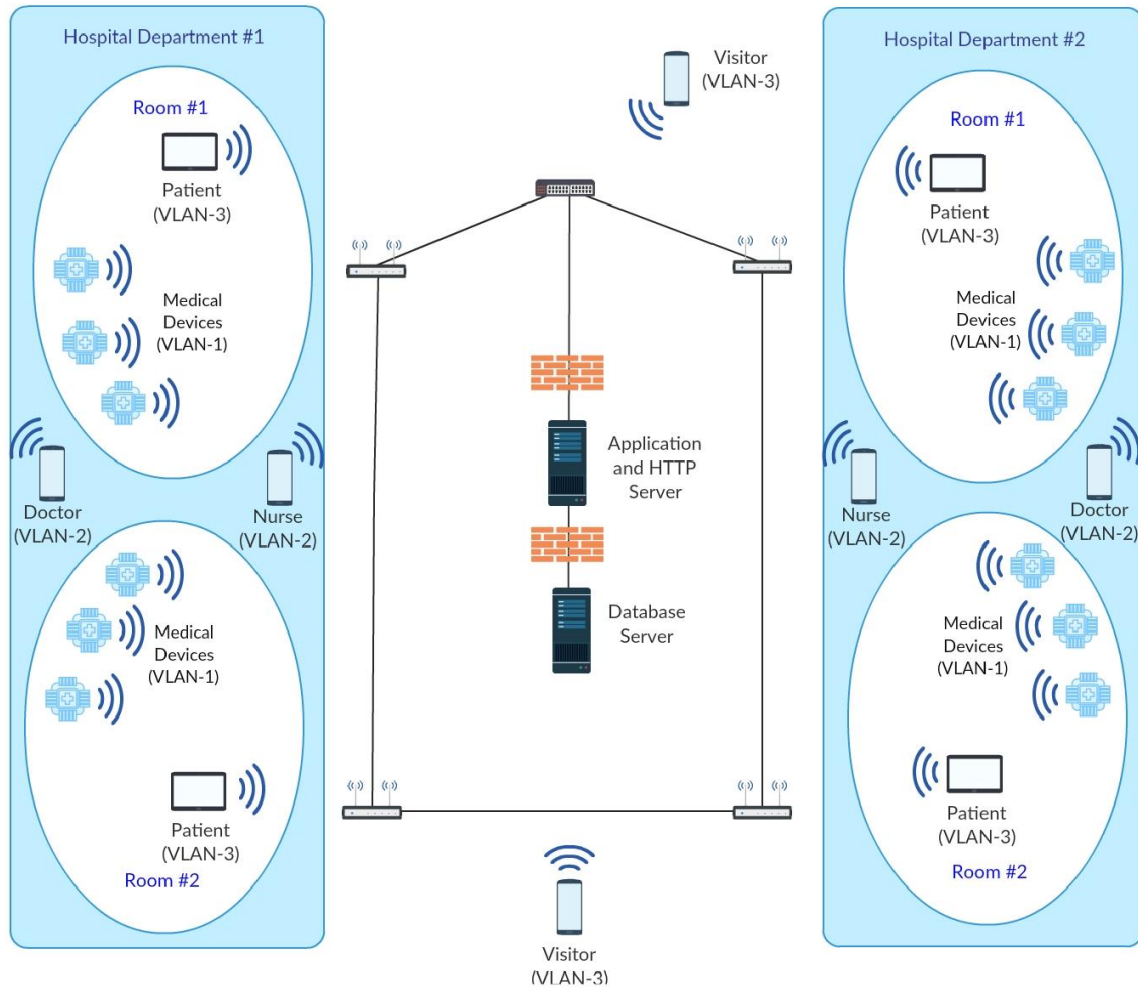 Hospital Department #1
Room #1
Patient
(VLAN-3)
Medical
Devices
(VLAN-1)
Doctor
(VLAN-2)
Nurse
(VLAN-2)
Medical
Devices
(VLAN-1)
Patient
(VLAN-3)
Room #2
Visitor
(VLAN-3)
Application
and HTTP
Server
Database
Server
Visitor
(VLAN-3)
Hospital Department #2
Room #1
Patient
(VLAN-3)
Medical
Devices
(VLAN-1)
Nurse
(VLAN-2)
Doctor
(VLAN-2)
Medical
Devices
(VLAN-1)
Patient
(VLAN-3)
Room #2